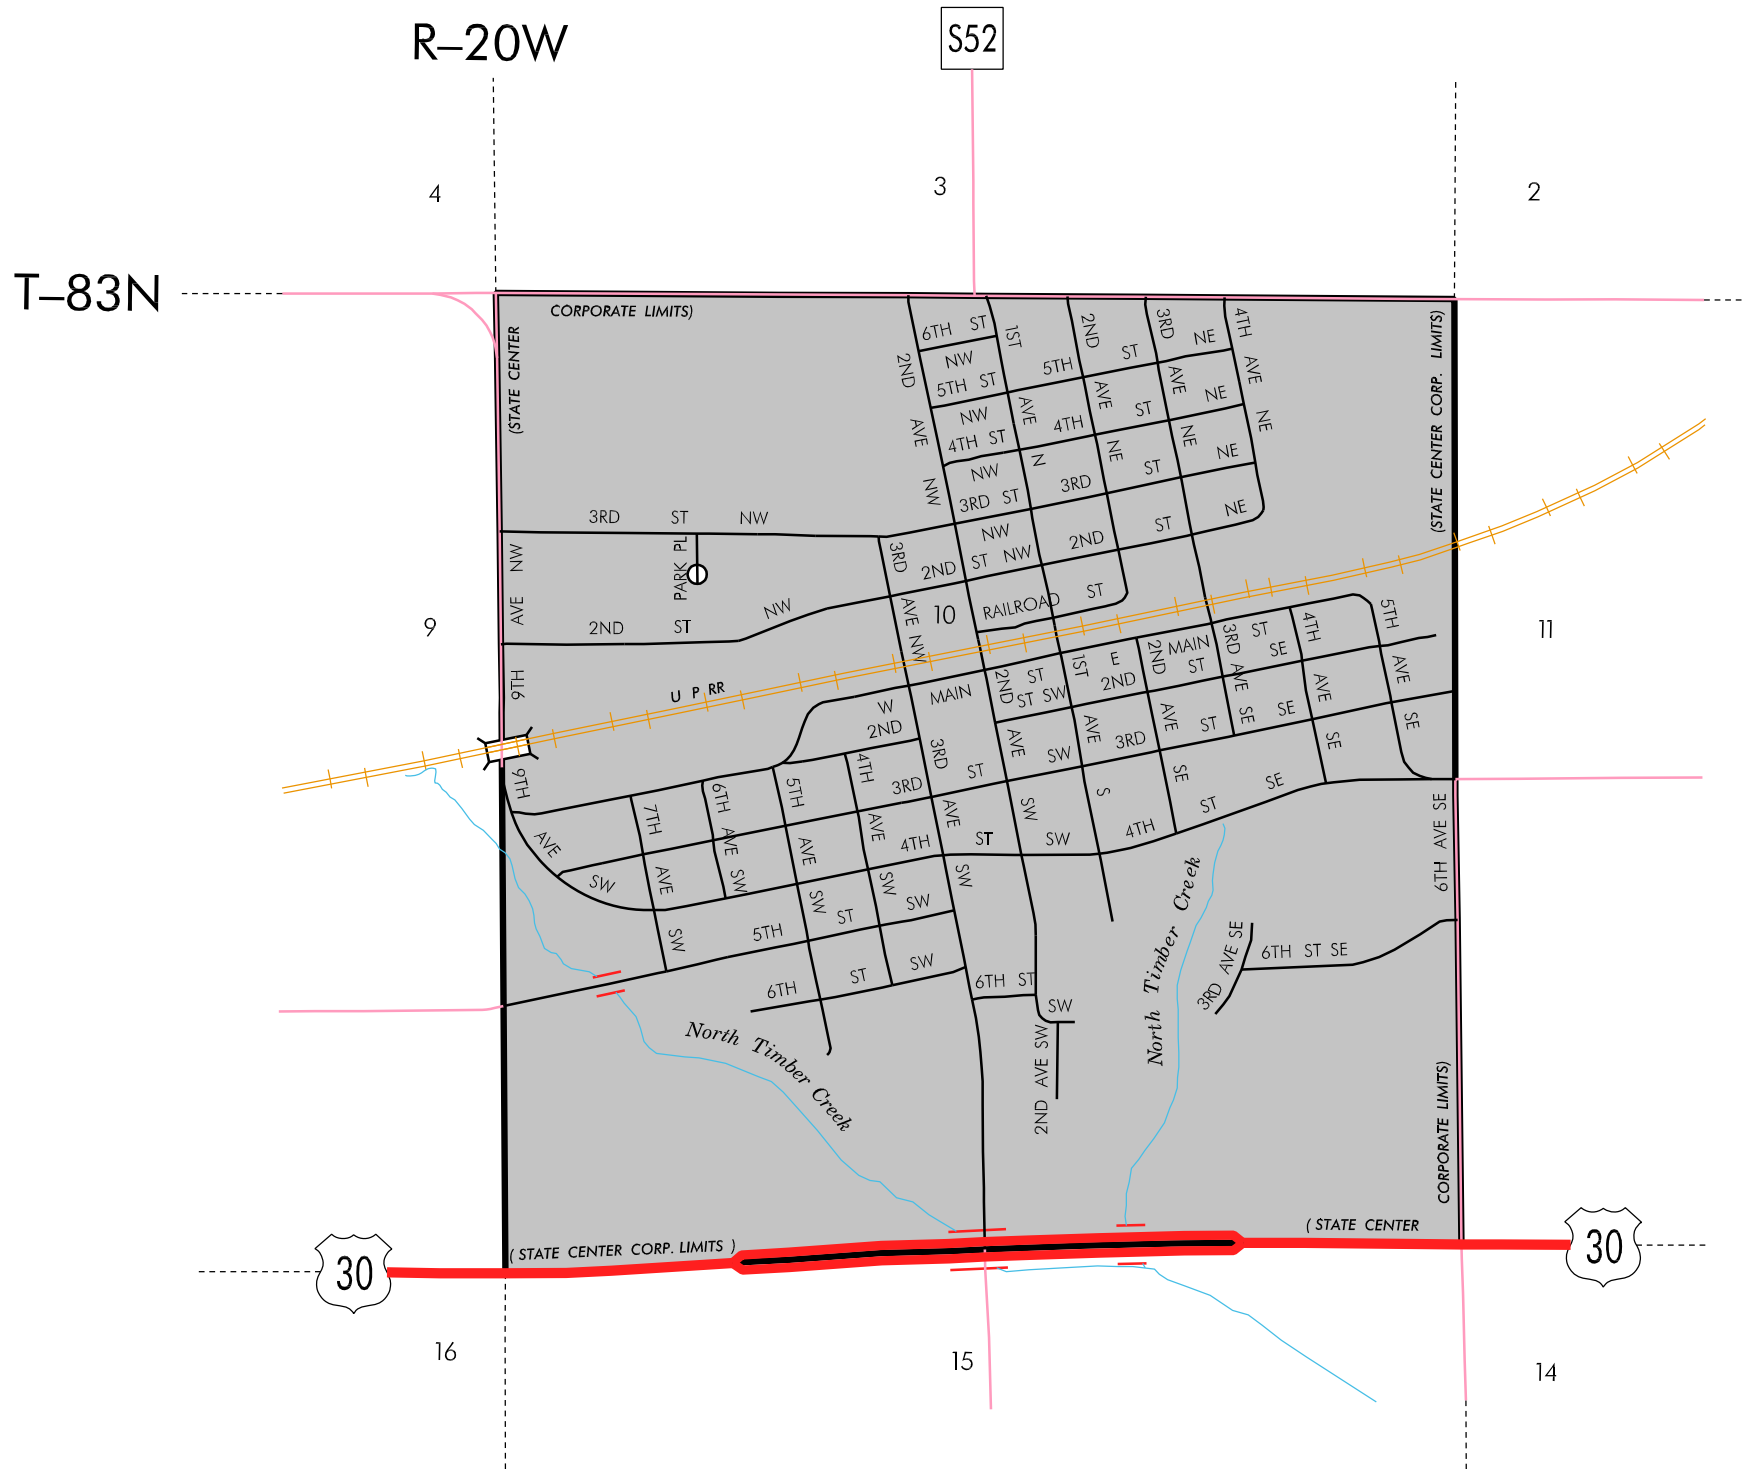 R–20W
S52
4
3
2
T–83N
CORPORATE LIMITS)
(STATE CENTER
(STATE CENTER CORP. LIMITS)
6TH ST NW
5TH ST NW
4TH ST NW
3RD ST NW
2ND ST NW
2ND AVE NW
1ST AVE N
2ND AVE NE
3RD AVE NE
4TH AVE NE
5TH ST NE
4TH ST NE
3RD ST NE
2ND ST NE
3RD ST NW
PARK PL
2ND ST NW
9TH AVE NW
3RD AVE NW
10
RAILROAD ST
9
11
U P RR
W MAIN ST
E MAIN ST
2ND ST SW
2ND ST SE
2ND ST SW
3RD ST SW
3RD ST SE
4TH ST SW
4TH ST SE
5TH ST SW
6TH ST SW
6TH ST SW
9TH AVE SW
7TH AVE SW
6TH AVE SW
5TH AVE SW
4TH AVE SW
3RD AVE SW
2ND AVE SW
1ST AVE S
2ND AVE SE
3RD AVE SE
4TH AVE SE
5TH AVE SE
6TH AVE SE
3RD AVE SE
6TH ST SE
2ND AVE SW
North Timber Creek
North Timber Creek
CORPORATE LIMITS)
( STATE CENTER
( STATE CENTER CORP. LIMITS )
30
30
16
15
14